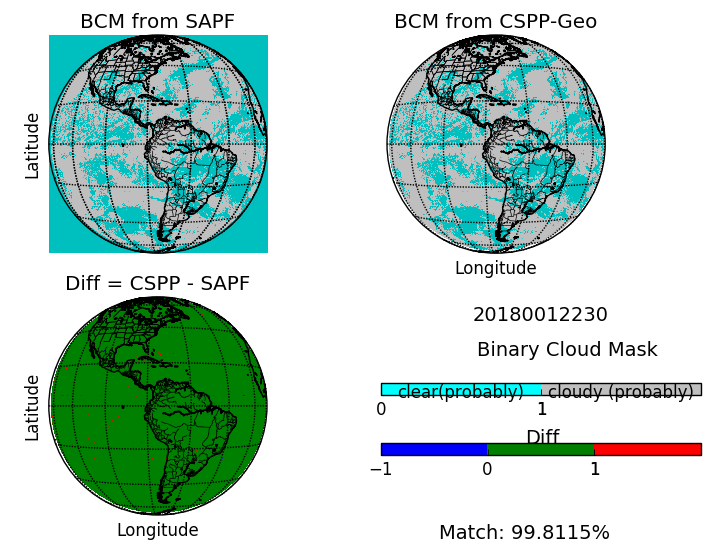 BCM from SAPF
BCM from CSPP-Geo
Latitude
Longitude
Diff = CSPP - SAPF
Latitude
Longitude
20180012230
Binary Cloud Mask
clear(probably) cloudy (probably)
0 1
Diff
−1 0 1
Match: 99.8115%